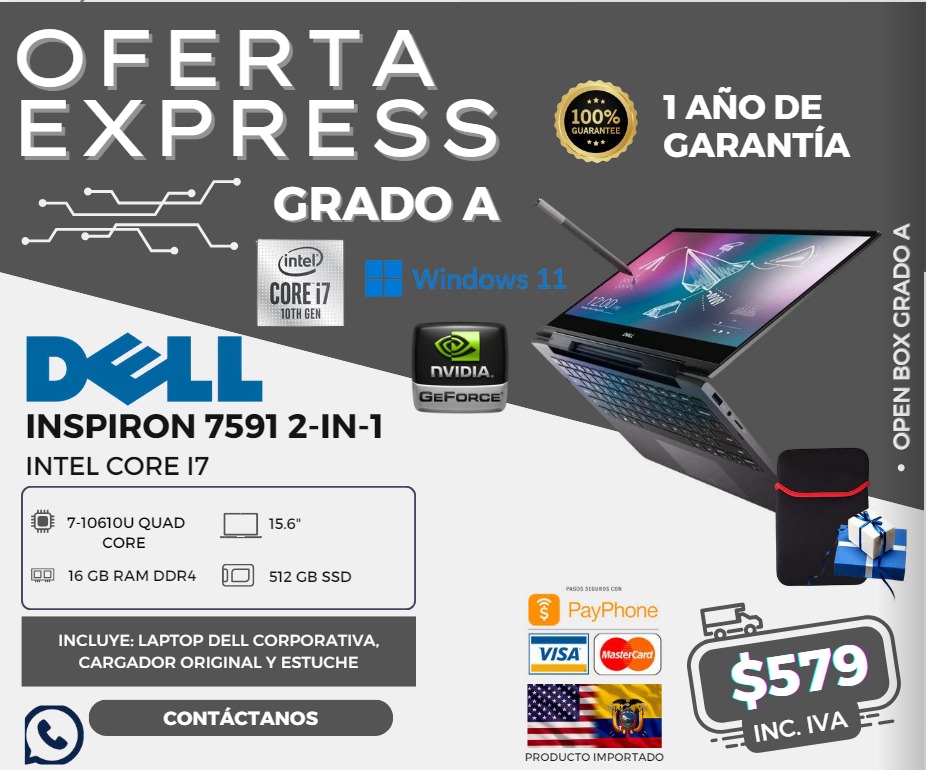 OFERTA
EXPRESS
GRADO A
100%
GUARANTEE
1 AÑO DE
GARANTÍA
intel
CORE i7
10TH GEN
Windows 11
NVIDIA.
GEFORCE
12:00
DELL
OPEN BOX GRADO A
DELL
INSPIRON 7591 2-IN-1
INTEL CORE I7
7-10610U QUAD
CORE
15.6"
16 GB RAM DDR4
512 GB SSD
INCLUYE: LAPTOP DELL CORPORATIVA,
CARGADOR ORIGINAL Y ESTUCHE
CONTÁCTANOS
PAGOS SEGUROS CON
PayPhone
VISA
MasterCard
PRODUCTO IMPORTADO
$579
INC. IVA